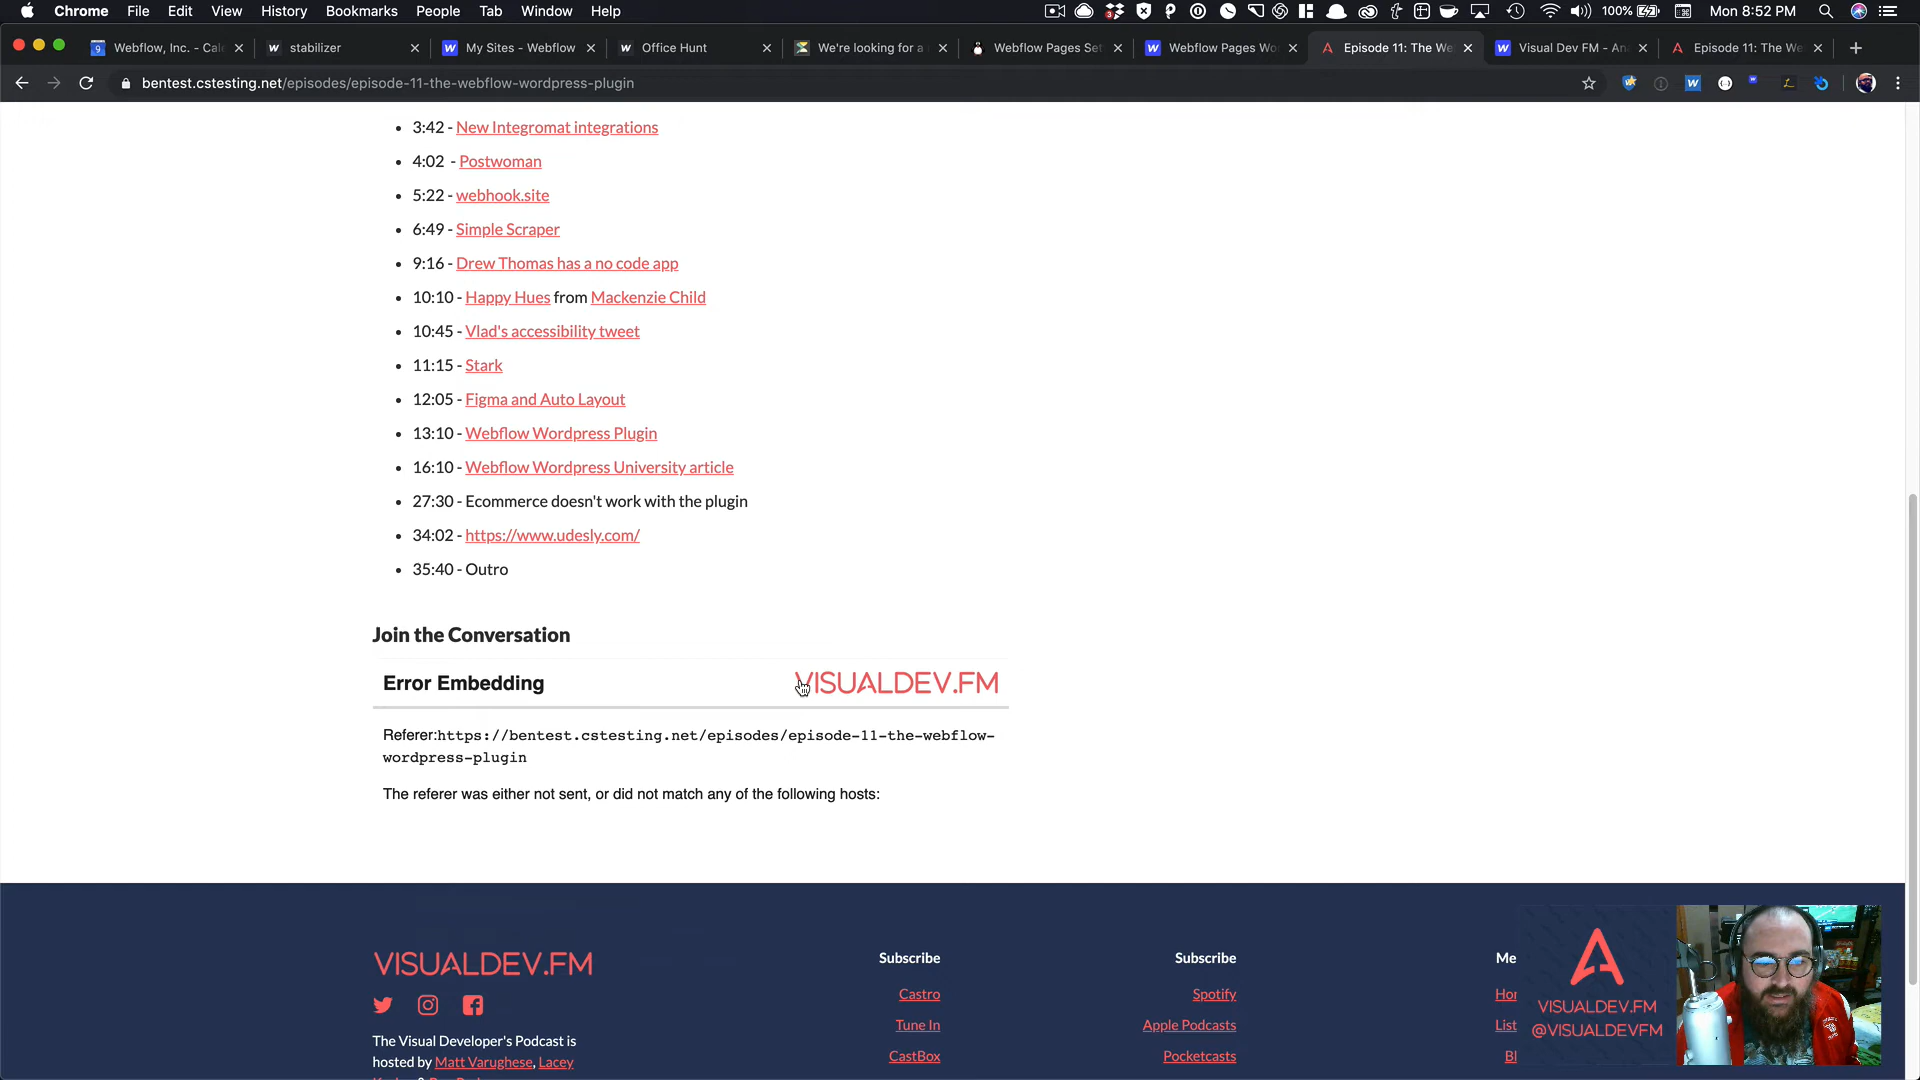 Chrome File Edit View History Bookmarks People Tab Window Help 100% Mon 8:52 PM
Webflow, Inc. - Cal stabilizer My Sites - Webflow Office Hunt We're looking for a Webflow Pages Set Webflow Pages Wo Episode 11: The We Visual Dev FM - An Episode 11: The We
bentest.cstesting.net/episodes/episode-11-the-webflow-wordpress-plugin
3:42 - New Integromat integrations
4:02 - Postwoman
5:22 - webhook.site
6:49 - Simple Scraper
9:16 - Drew Thomas has a no code app
10:10 - Happy Hues from Mackenzie Child
10:45 - Vlad's accessibility tweet
11:15 - Stark
12:05 - Figma and Auto Layout
13:10 - Webflow Wordpress Plugin
16:10 - Webflow Wordpress University article
27:30 - Ecommerce doesn't work with the plugin
34:02 - https://www.udesly.com/
35:40 - Outro
Join the Conversation
Error Embedding VISUALDEV.FM
Referer:https://bentest.cstesting.net/episodes/episode-11-the-webflow-
wordpress-plugin
The referer was either not sent, or did not match any of the following hosts:
VISUALDEV.FM
The Visual Developer's Podcast is
hosted by Matt Varughese, Lacey
Subscribe
Castro
Tune In
CastBox
Subscribe
Spotify
Apple Podcasts
Pocketcasts
Me
Hor
List
Bl
VISUALDEV.FM
@VISUALDEVFM